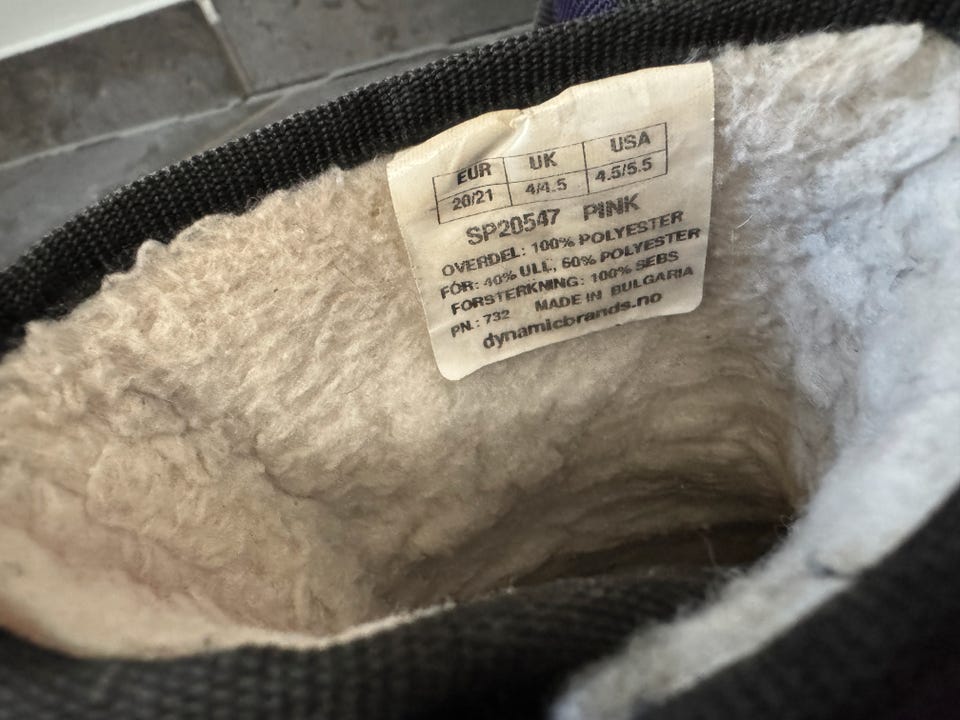 EUR UK USA
20/21 4/4.5 4.5/5.5
SP20547 PINK
OVERDEL: 100% POLYESTER
FÔR: 40% ULL, 60% POLYESTER
FORSTERKNING: 100% SEBS
PN.: 732 MADE IN BULGARIA
dynamicbrands.no